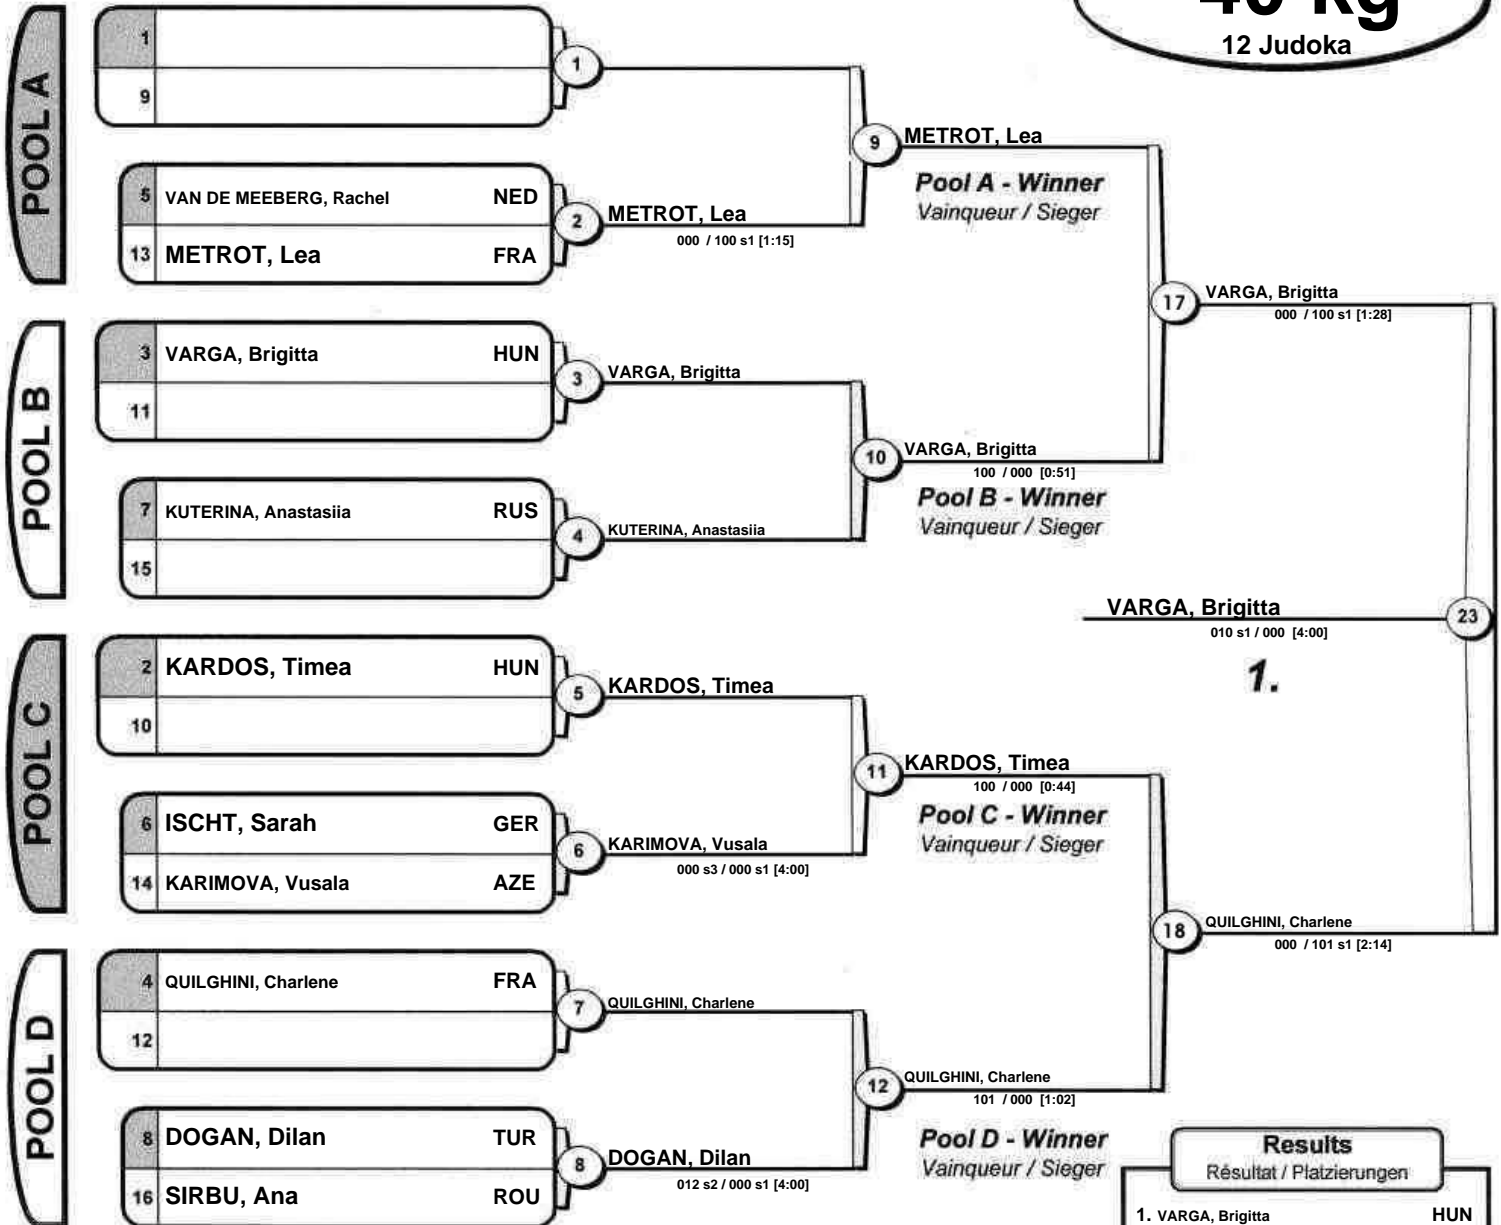 40 kg
12 Judoka
POOL A
1
9
1
5 VAN DE MEEBERG, Rachel NED
13 METROT, Lea FRA
2
METROT, Lea
000 / 100 s1 [1:15]
9
METROT, Lea
Pool A - Winner
Vainqueur / Sieger
POOL B
3 VARGA, Brigitta HUN
11
3
VARGA, Brigitta
7 KUTERINA, Anastasiia RUS
15
4
KUTERINA, Anastasiia
10
VARGA, Brigitta
100 / 000 [0:51]
Pool B - Winner
Vainqueur / Sieger
17
VARGA, Brigitta
000 / 100 s1 [1:28]
VARGA, Brigitta
010 s1 / 000 [4:00]
23
1.
POOL C
2 KARDOS, Timea HUN
10
5
KARDOS, Timea
6 ISCHT, Sarah GER
14 KARIMOVA, Vusala AZE
6
KARIMOVA, Vusala
000 s3 / 000 s1 [4:00]
11
KARDOS, Timea
100 / 000 [0:44]
Pool C - Winner
Vainqueur / Sieger
18
QUILGHINI, Charlene
000 / 101 s1 [2:14]
POOL D
4 QUILGHINI, Charlene FRA
12
7
QUILGHINI, Charlene
8 DOGAN, Dilan TUR
16 SIRBU, Ana ROU
8
DOGAN, Dilan
012 s2 / 000 s1 [4:00]
12
QUILGHINI, Charlene
101 / 000 [1:02]
Pool D - Winner
Vainqueur / Sieger
Results
Résultat / Platzierungen
1. VARGA, Brigitta HUN